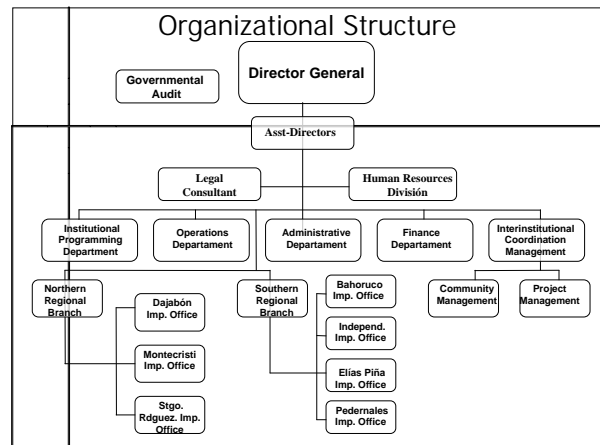 Organizational Structure
Director General
Governmental
Audit
Asst-Directors
Legal
Consultant
Human Resources
División
Institutional
Programming
Department
Operations
Departament
Administrative
Departament
Finance
Departament
Interinstitutional
Coordination
Management
Northern
Regional
Branch
Southern
Regional
Branch
Community
Management
Project
Management
Dajabón
Imp. Office
Montecristi
Imp. Office
Stgo.
Rdguez. Imp.
Office
Bahoruco
Imp. Office
Independ.
Imp. Office
Elías Piña
Imp. Office
Pedernales
Imp. Office